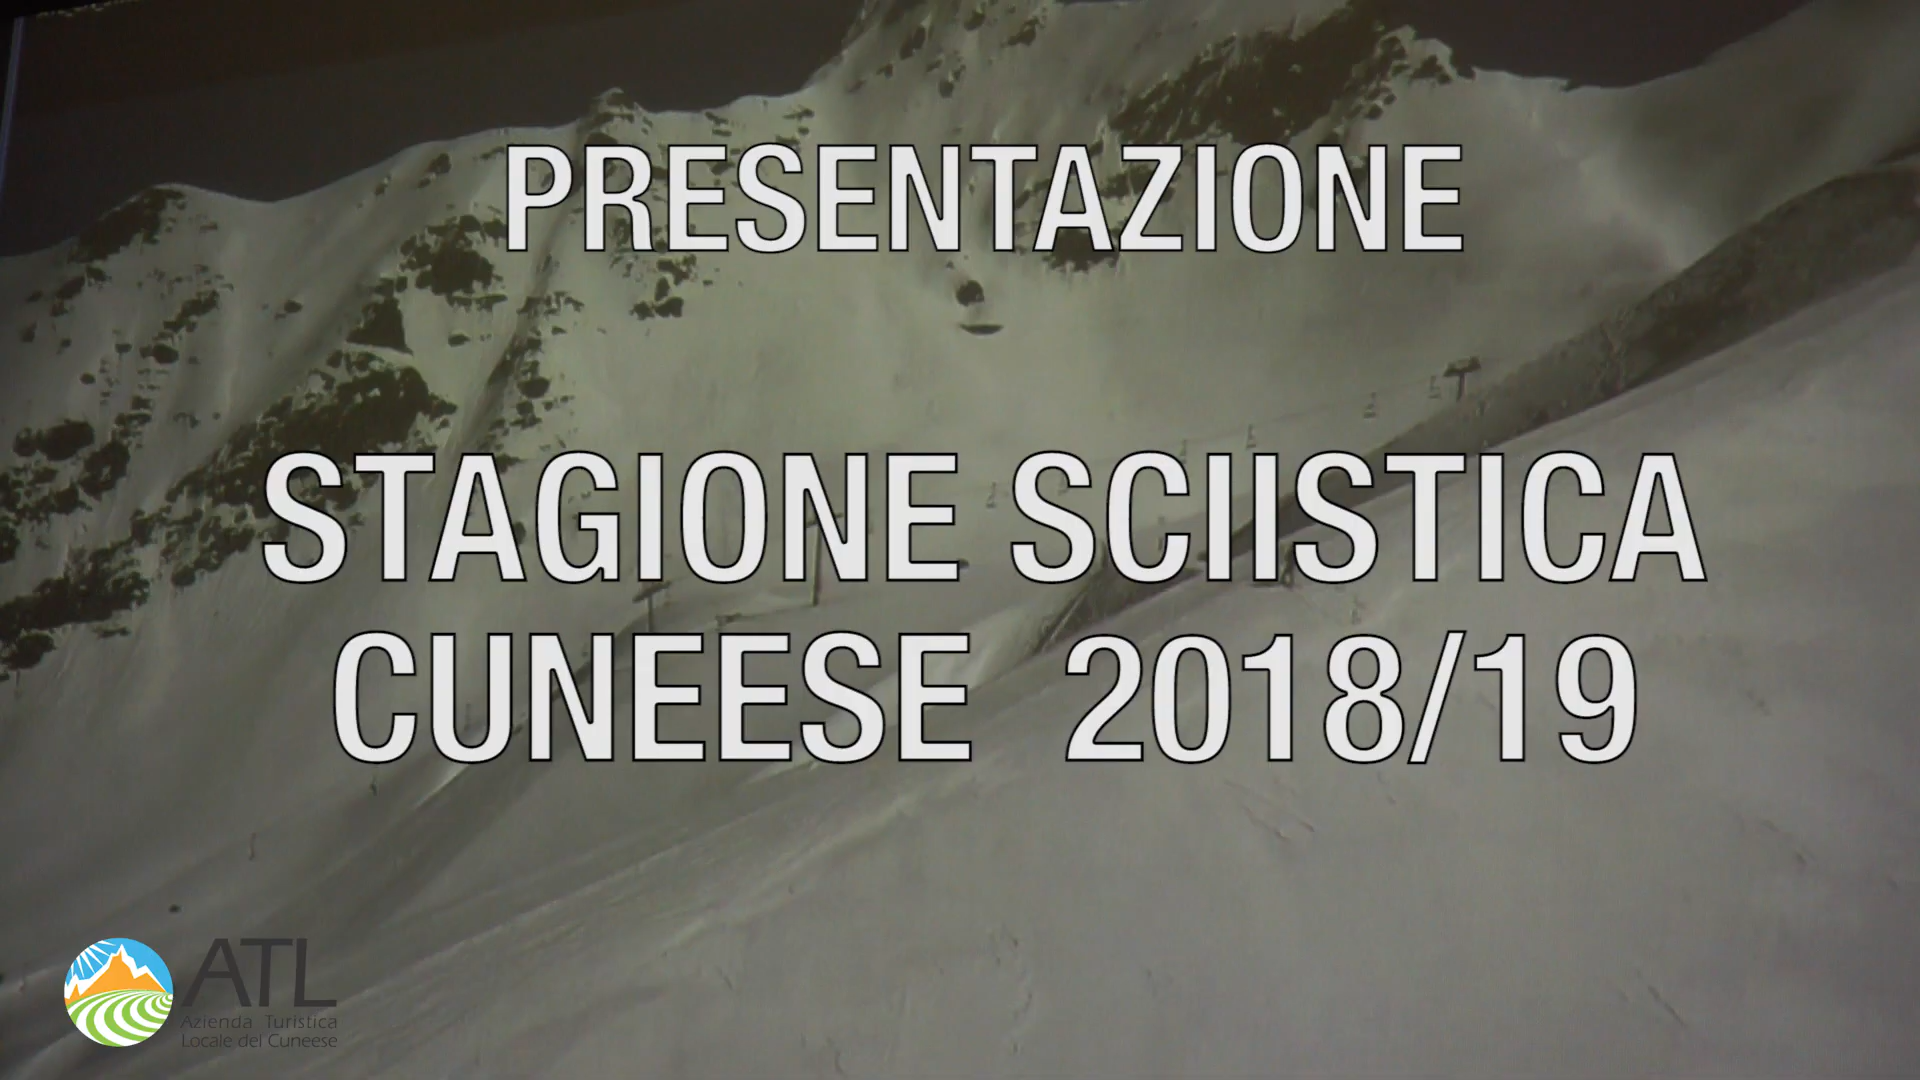 PRESENTAZIONE
STAGIONE SCIISTICA
CUNEESE 2018/19
ATL
Azienda Turistica
Locale del Cuneese